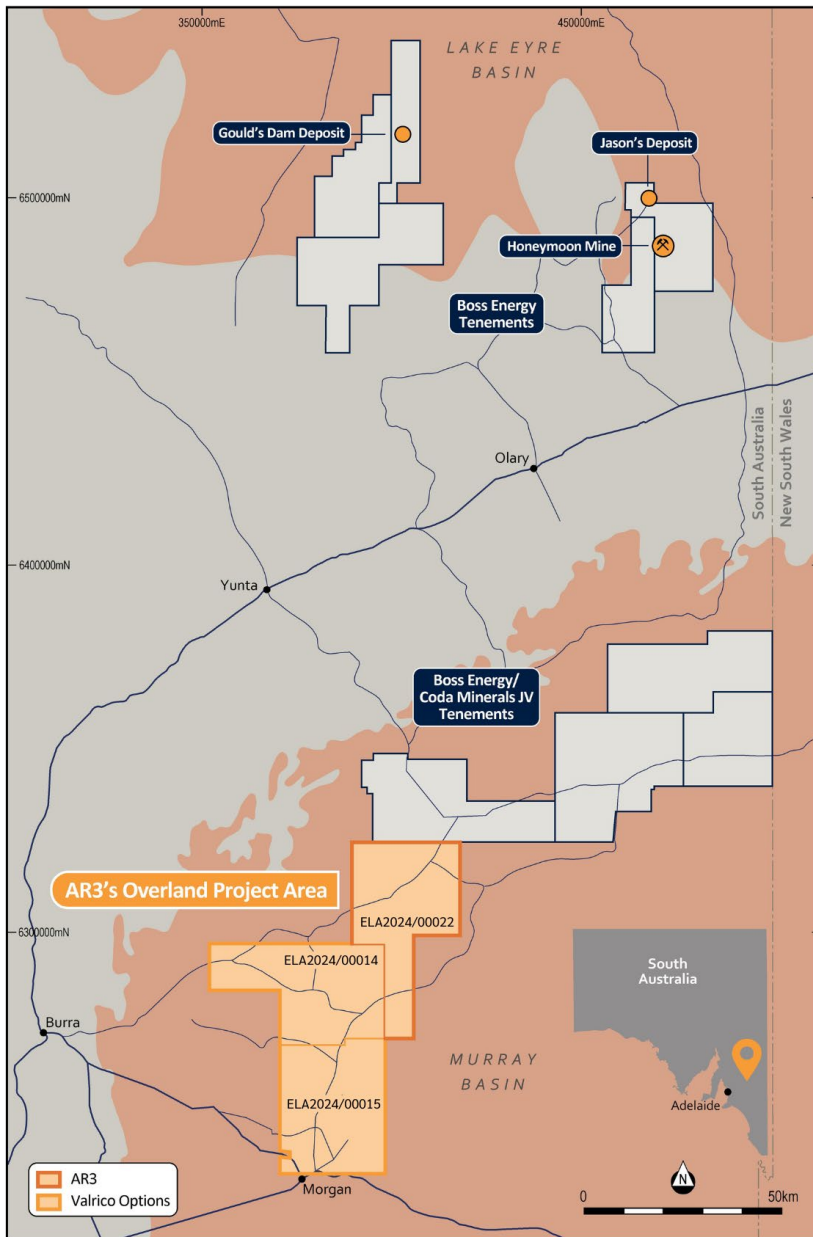 350000mE
450000mE
LAKE EYRE
BASIN
Gould's Dam Deposit
Jason's Deposit
6500000mN
Honeymoon Mine
Boss Energy
Tenements
South Australia
New South Wales
Olary
6400000mN
Yunta
Boss Energy/
Coda Minerals JV
Tenements
AR3's Overland Project Area
ELA2024/00022
6300000mN
ELA2024/00014
South
Australia
Burra
MURRAY
BASIN
ELA2024/00015
Adelaide
AR3
Valrico Options
Morgan
N
0
50km